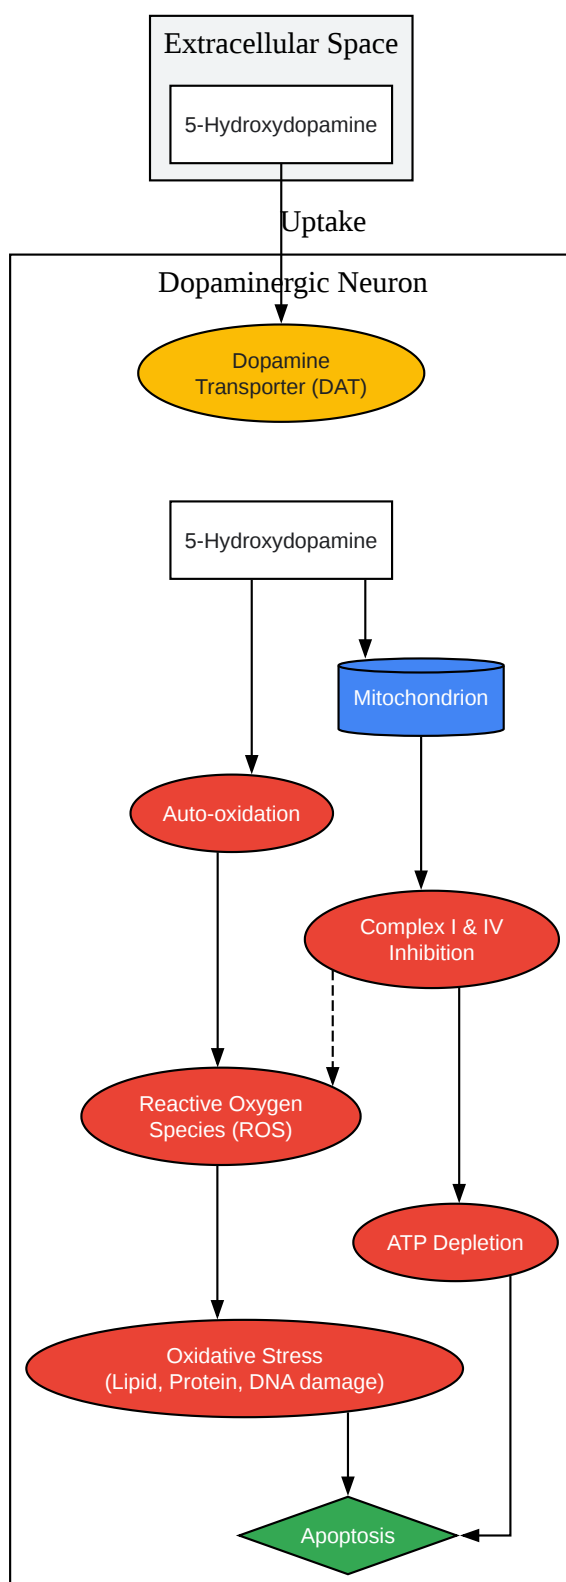 Extracellular Space
5-Hydroxydopamine
Uptake
Dopaminergic Neuron
Dopamine
Transporter (DAT)
5-Hydroxydopamine
Mitochondrion
Auto-oxidation
Complex I & IV
Inhibition
Reactive Oxygen
Species (ROS)
ATP Depletion
Oxidative Stress
(Lipid, Protein, DNA damage)
Apoptosis